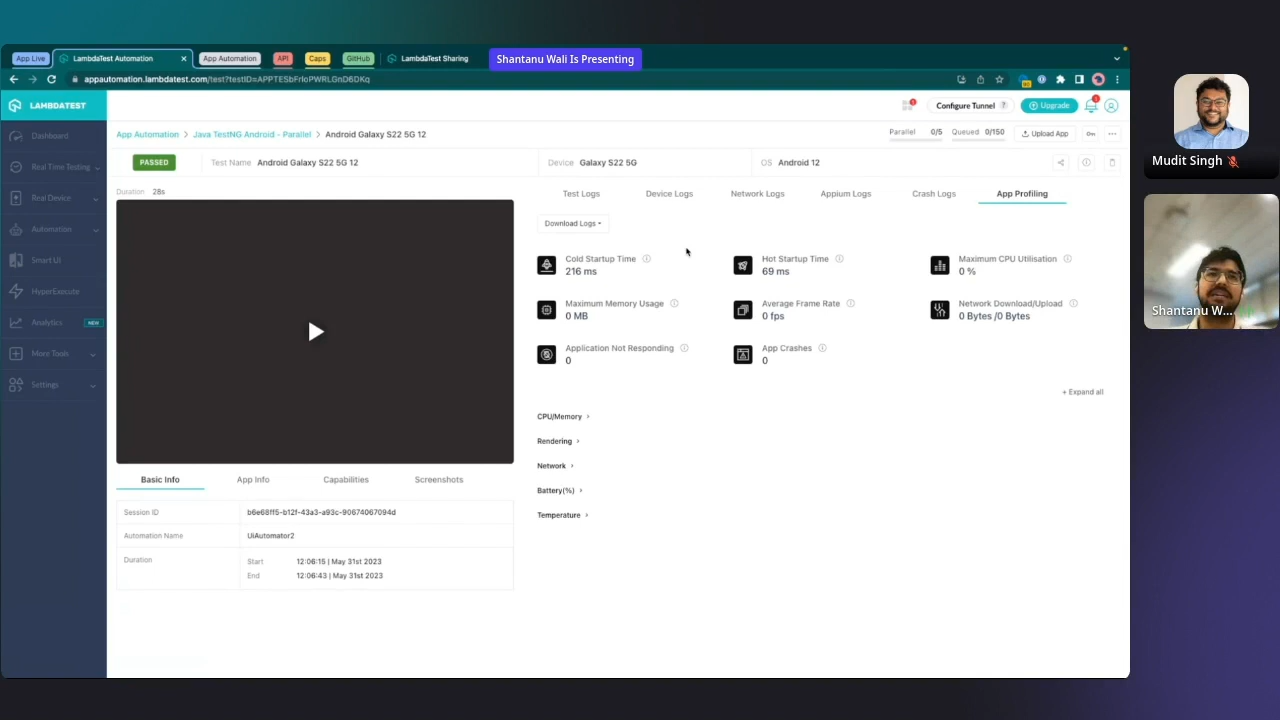 App Live
LambdaTest Automation
App Automation
API
Caps
GitHub
LambdaTest Sharing
Shantanu Wali Is Presenting
appautomation.lambdatest.com/test?testID=APPTESbFrIoPWRLGnD6DKq
LAMBDATEST
Configure Tunnel ?
Upgrade
Dashboard
Real Time Testing
Real Device
Automation
Smart UI
HyperExecute
Analytics NEW
More Tools
Settings
App Automation > Java TestNG Android - Parallel > Android Galaxy S22 5G 12
Parallel 0/5 Queued 0/150
Upload App
PASSED
Test Name Android Galaxy S22 5G 12
Device Galaxy S22 5G
OS Android 12
Duration 28s
Test Logs
Device Logs
Network Logs
Appium Logs
Crash Logs
App Profiling
Download Logs
Cold Startup Time
216 ms
Hot Startup Time
69 ms
Maximum CPU Utilisation
0 %
Maximum Memory Usage
0 MB
Average Frame Rate
0 fps
Network Download/Upload
0 Bytes /0 Bytes
Application Not Responding
0
App Crashes
0
+ Expand all
CPU/Memory >
Rendering >
Network >
Battery(%) >
Temperature >
Basic Info
App Info
Capabilities
Screenshots
Session ID b6e68ff5-b12f-43a3-a93c-90674067094d
Automation Name UiAutomator2
Duration
Start 12:06:15 | May 31st 2023
End 12:06:43 | May 31st 2023
Mudit Singh
Shantanu W...